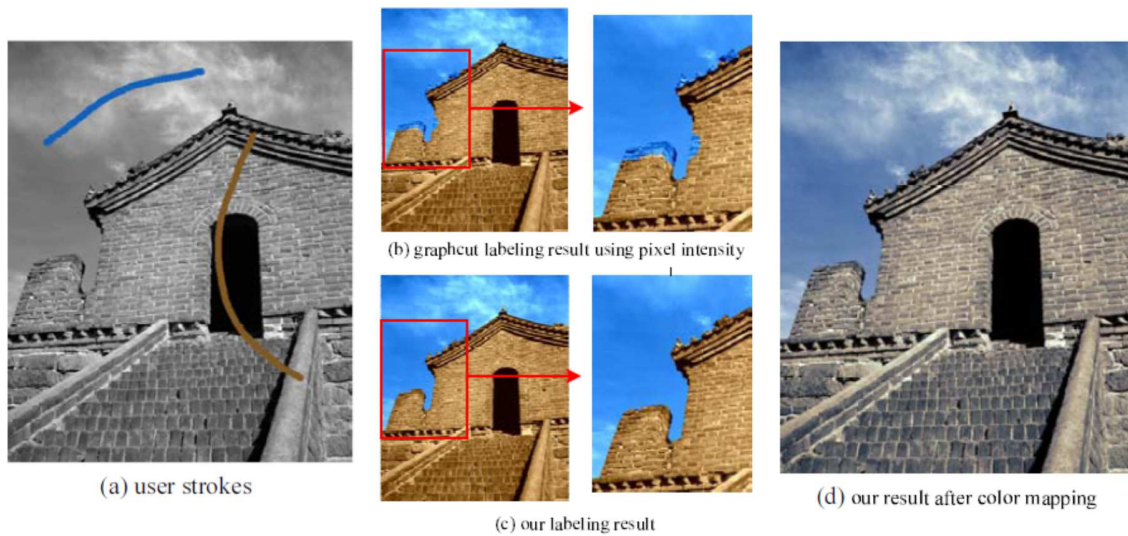 (a) user strokes
(b) graphcut labeling result using pixel intensity
(c) our labeling result
(d) our result after color mapping